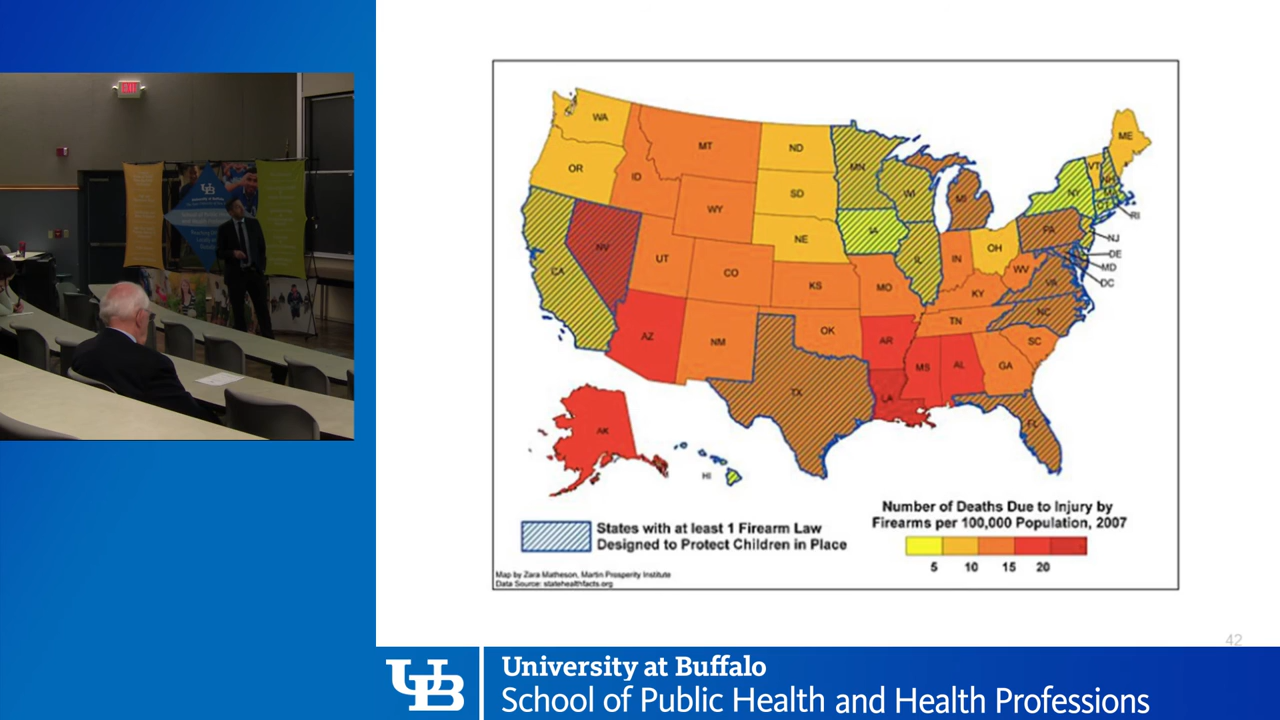 EXIT
UB
WA
OR
CA
NV
ID
MT
WY
UT
CO
AZ
NM
ND
SD
NE
KS
OK
TX
MN
IA
MO
AR
LA
WI
IL
MI
IN
OH
KY
TN
MS
AL
GA
FL
SC
NC
VA
WV
PA
NY
VT
NH
ME
MA
CT
RI
NJ
DE
MD
DC
AK
HI
States with at least 1 Firearm Law
Designed to Protect Children in Place
Number of Deaths Due to Injury by
Firearms per 100,000 Population, 2007
5 10 15 20
Map by Zara Matheson, Martin Prosperity Institute
Data Source: statehealthfacts.org
42
UB
University at Buffalo
School of Public Health and Health Professions